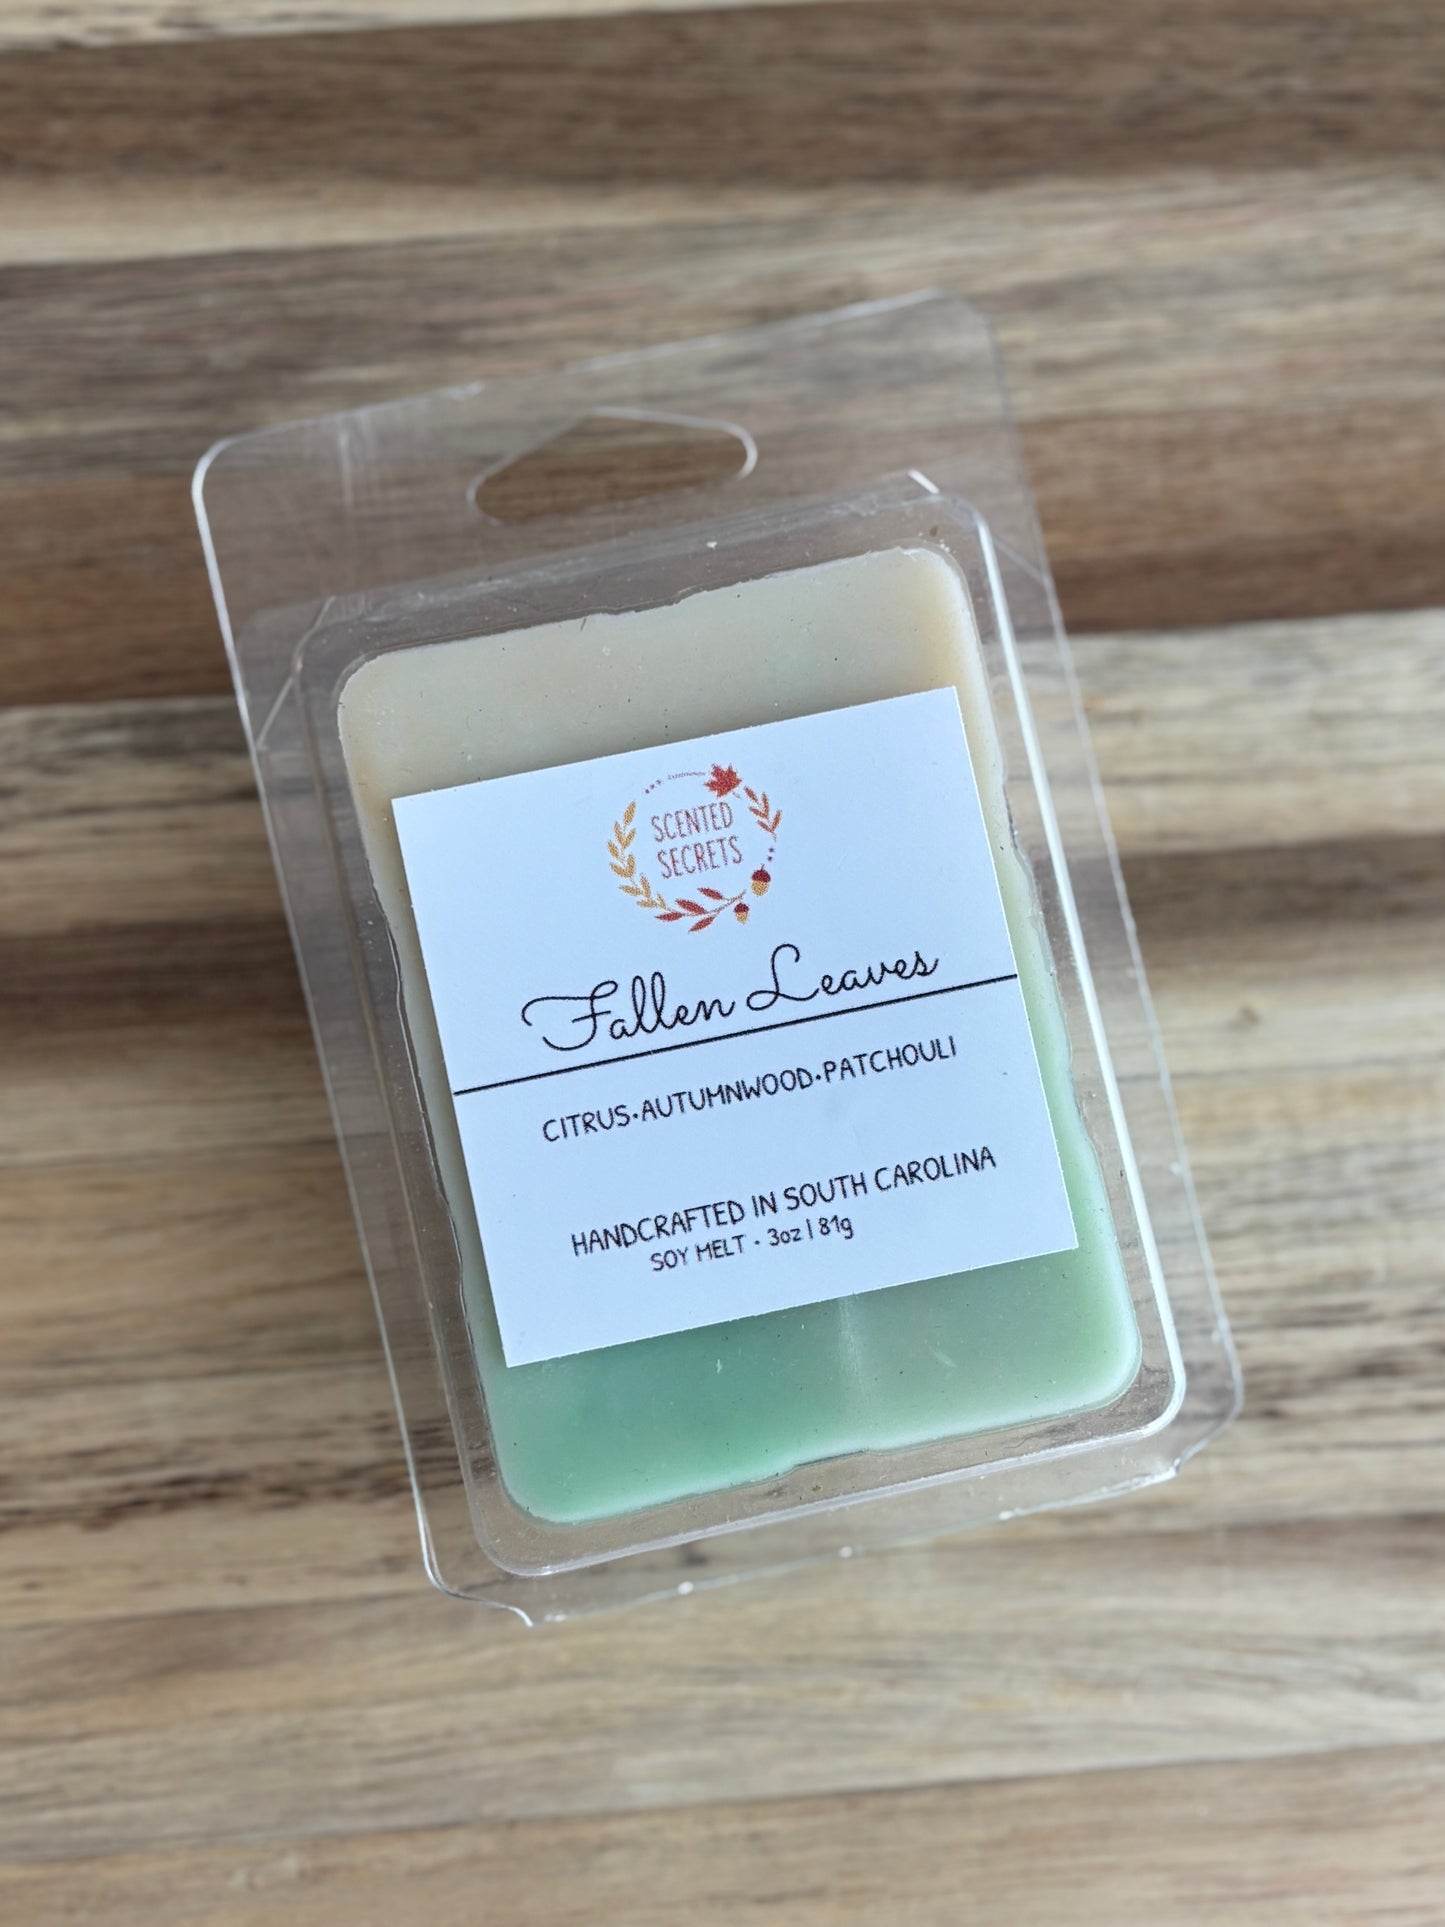 SCENTED
SECRETS
Fallen Leaves
CITRUS•AUTUMNWOOD•PATCHOULI
HANDCRAFTED IN SOUTH CAROLINA
SOY MELT • 3oz | 81g